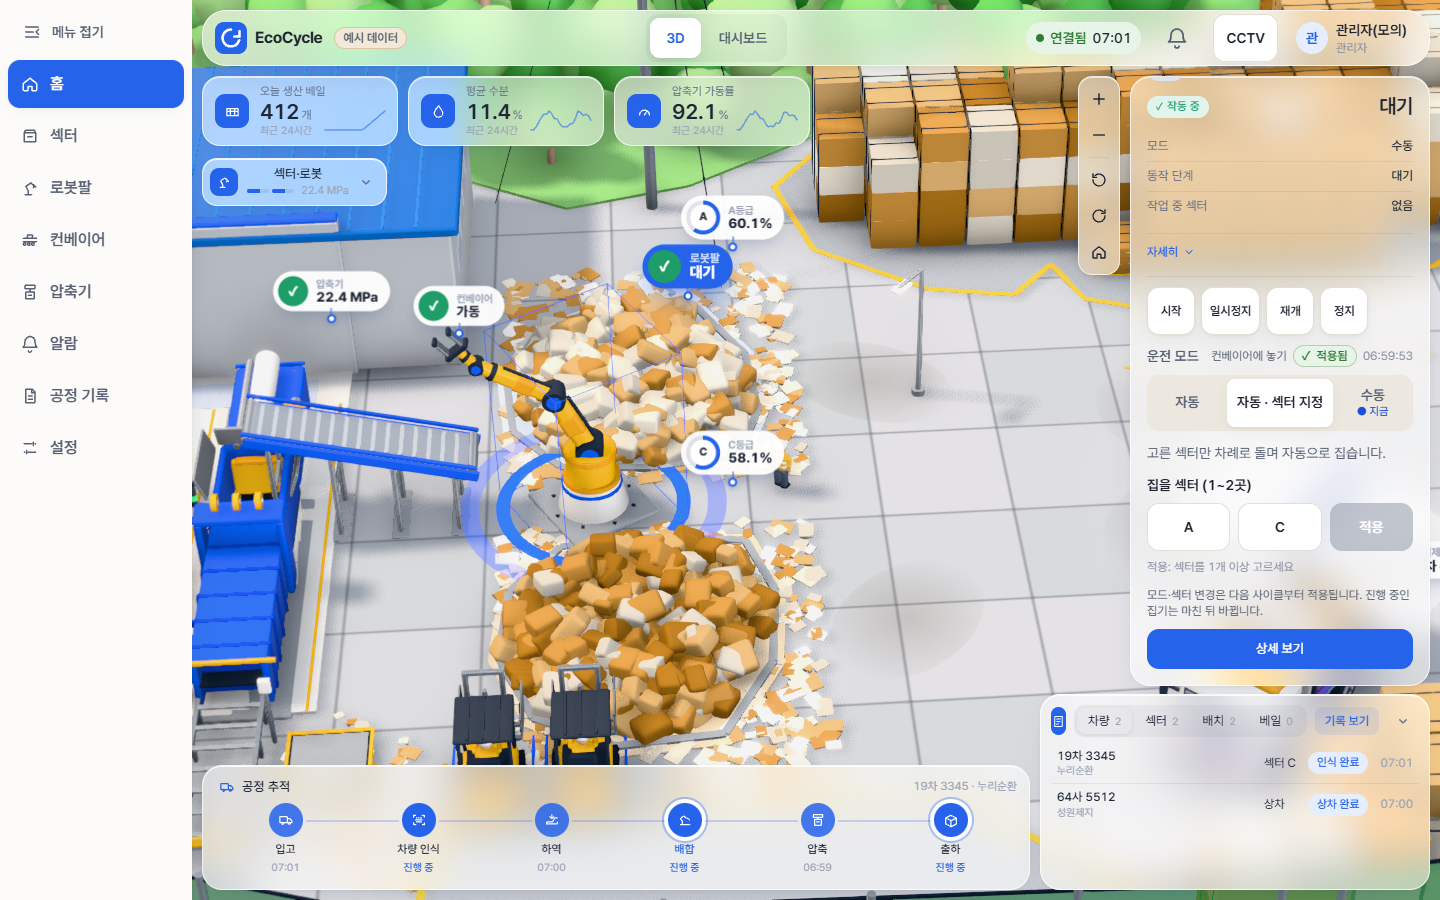 메뉴 접기
홈
섹터
로봇팔
컨베이어
압축기
알람
공정 기록
설정
EcoCycle
예시 데이터
3D
대시보드
연결됨 07:01
CCTV
관
관리자(모의)
관리자
오늘 생산 베일
412개
최근 24시간
평균 수분
11.4%
최근 24시간
압축기 가동률
92.1%
최근 24시간
섹터·로봇
22.4 MPa
A
A등급
60.1%
로봇팔
대기
압축기
22.4 MPa
컨베이어
가동
C
C등급
58.1%
✓ 작동 중
대기
모드
수동
동작 단계
대기
작업 중 섹터
없음
자세히
시작
일시정지
재개
정지
운전 모드
컨베이어에 놓기
✓ 적용됨
06:59:53
자동
자동 · 섹터 지정
수동
지금
고른 섹터만 차례로 돌며 자동으로 집습니다.
집을 섹터 (1~2곳)
A
C
적용
적용: 섹터를 1개 이상 고르세요
모드·섹터 변경은 다음 사이클부터 적용됩니다. 진행 중인
집기는 마친 뒤 바뀝니다.
상세 보기
차량 2
섹터 2
배치 2
베일 0
기록 보기
19차 3345
누리순환
섹터 C
인식 완료
07:01
64사 5512
성원제지
상차
상차 완료
07:00
공정 추적
19차 3345 · 누리순환
입고
07:01
차량 인식
진행 중
하역
07:00
배합
진행 중
압축
06:59
출하
진행 중